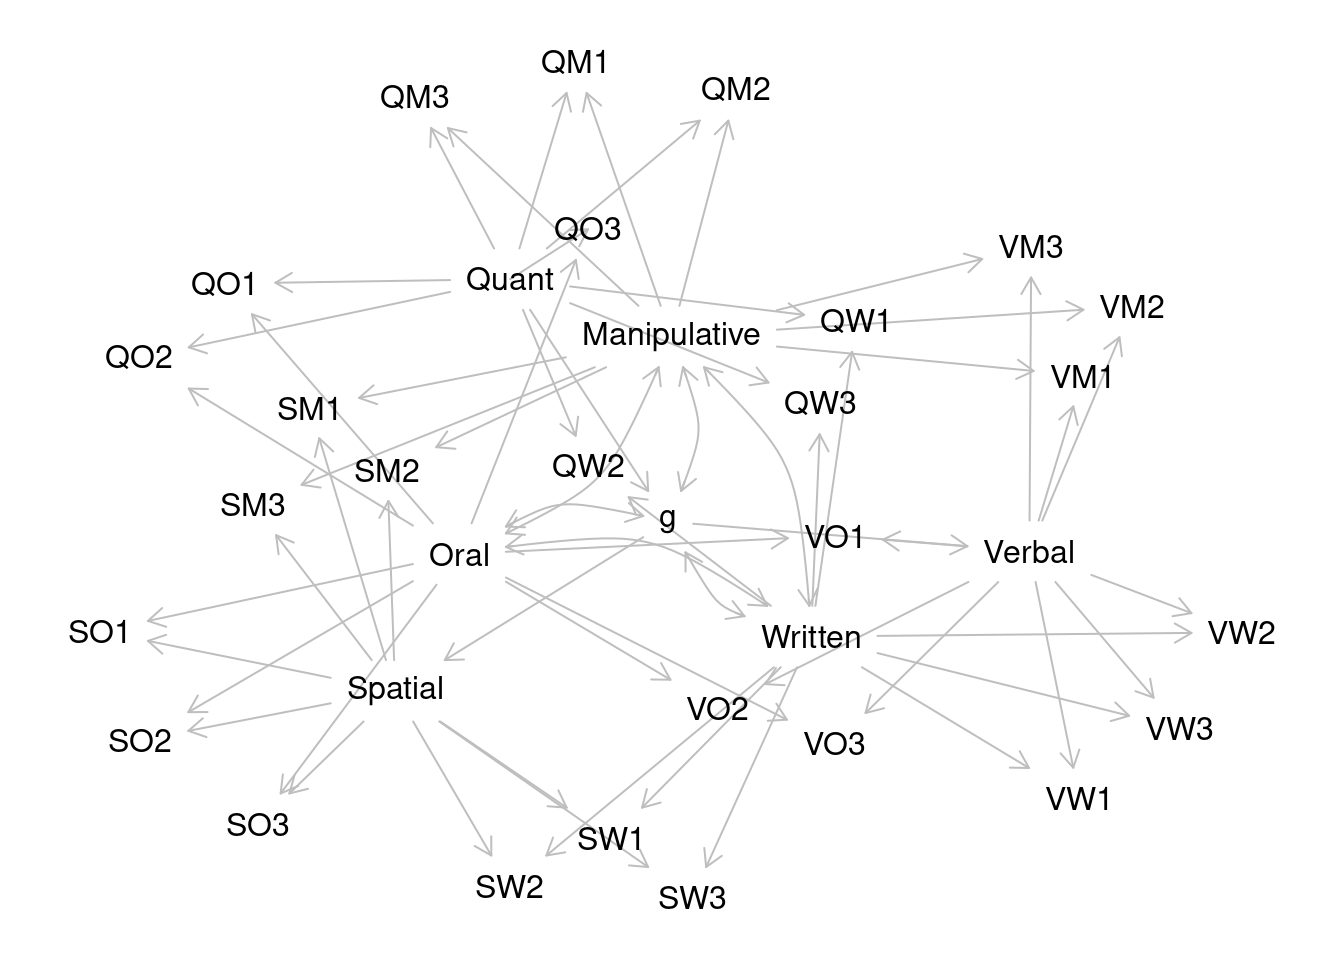 QM1
QM2
QM3
QO3
VM3
Quant
QO1
VM2
QW1
Manipulative
QO2
VM1
QW3
SM1
QW2
SM2
SM3
g
VO1
Verbal
Oral
SO1
Written
VW2
Spatial
VO2
VW3
SO2
VO3
VW1
SO3
SW1
SW2
SW3